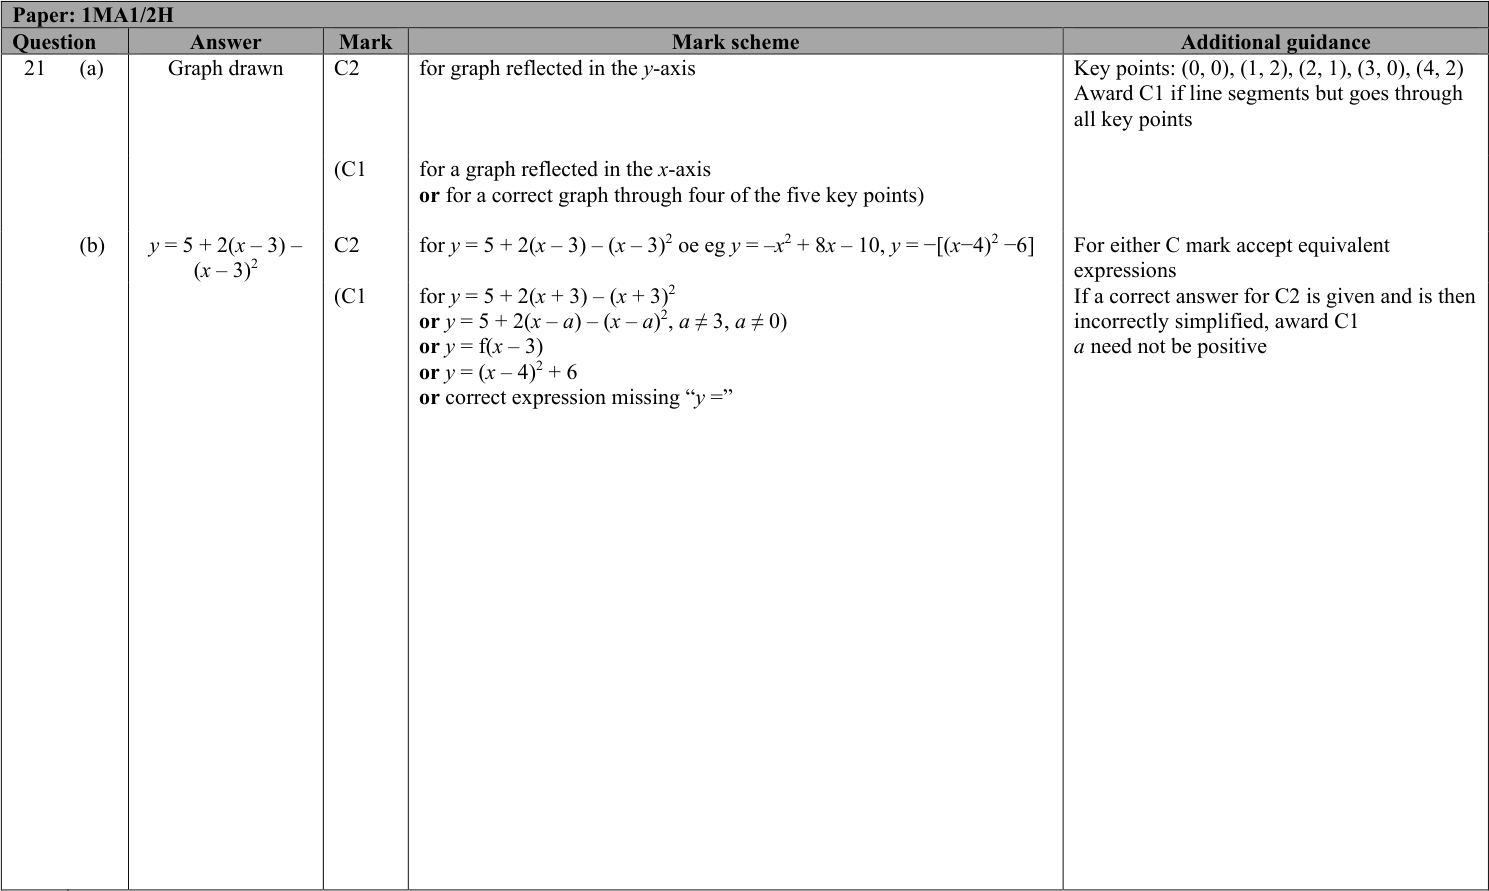 Paper: 1MA1/2H
Question Answer Mark Mark scheme Additional guidance
21 (a) Graph drawn C2 for graph reflected in the y-axis Key points: (0, 0), (1, 2), (2, 1), (3, 0), (4, 2)
Award C1 if line segments but goes through
all key points
(C1 for a graph reflected in the x-axis
or for a correct graph through four of the five key points)
(b) y = 5 + 2(x – 3) – C2 for y = 5 + 2(x – 3) – (x – 3)² oe eg y = –x² + 8x – 10, y = −[(x−4)² −6] For either C mark accept equivalent
(x – 3)² expressions
(C1 for y = 5 + 2(x + 3) – (x + 3)² If a correct answer for C2 is given and is then
or y = 5 + 2(x – a) – (x – a)², a ≠ 3, a ≠ 0) incorrectly simplified, award C1
or y = f(x – 3) a need not be positive
or y = (x – 4)² + 6
or correct expression missing “y =”